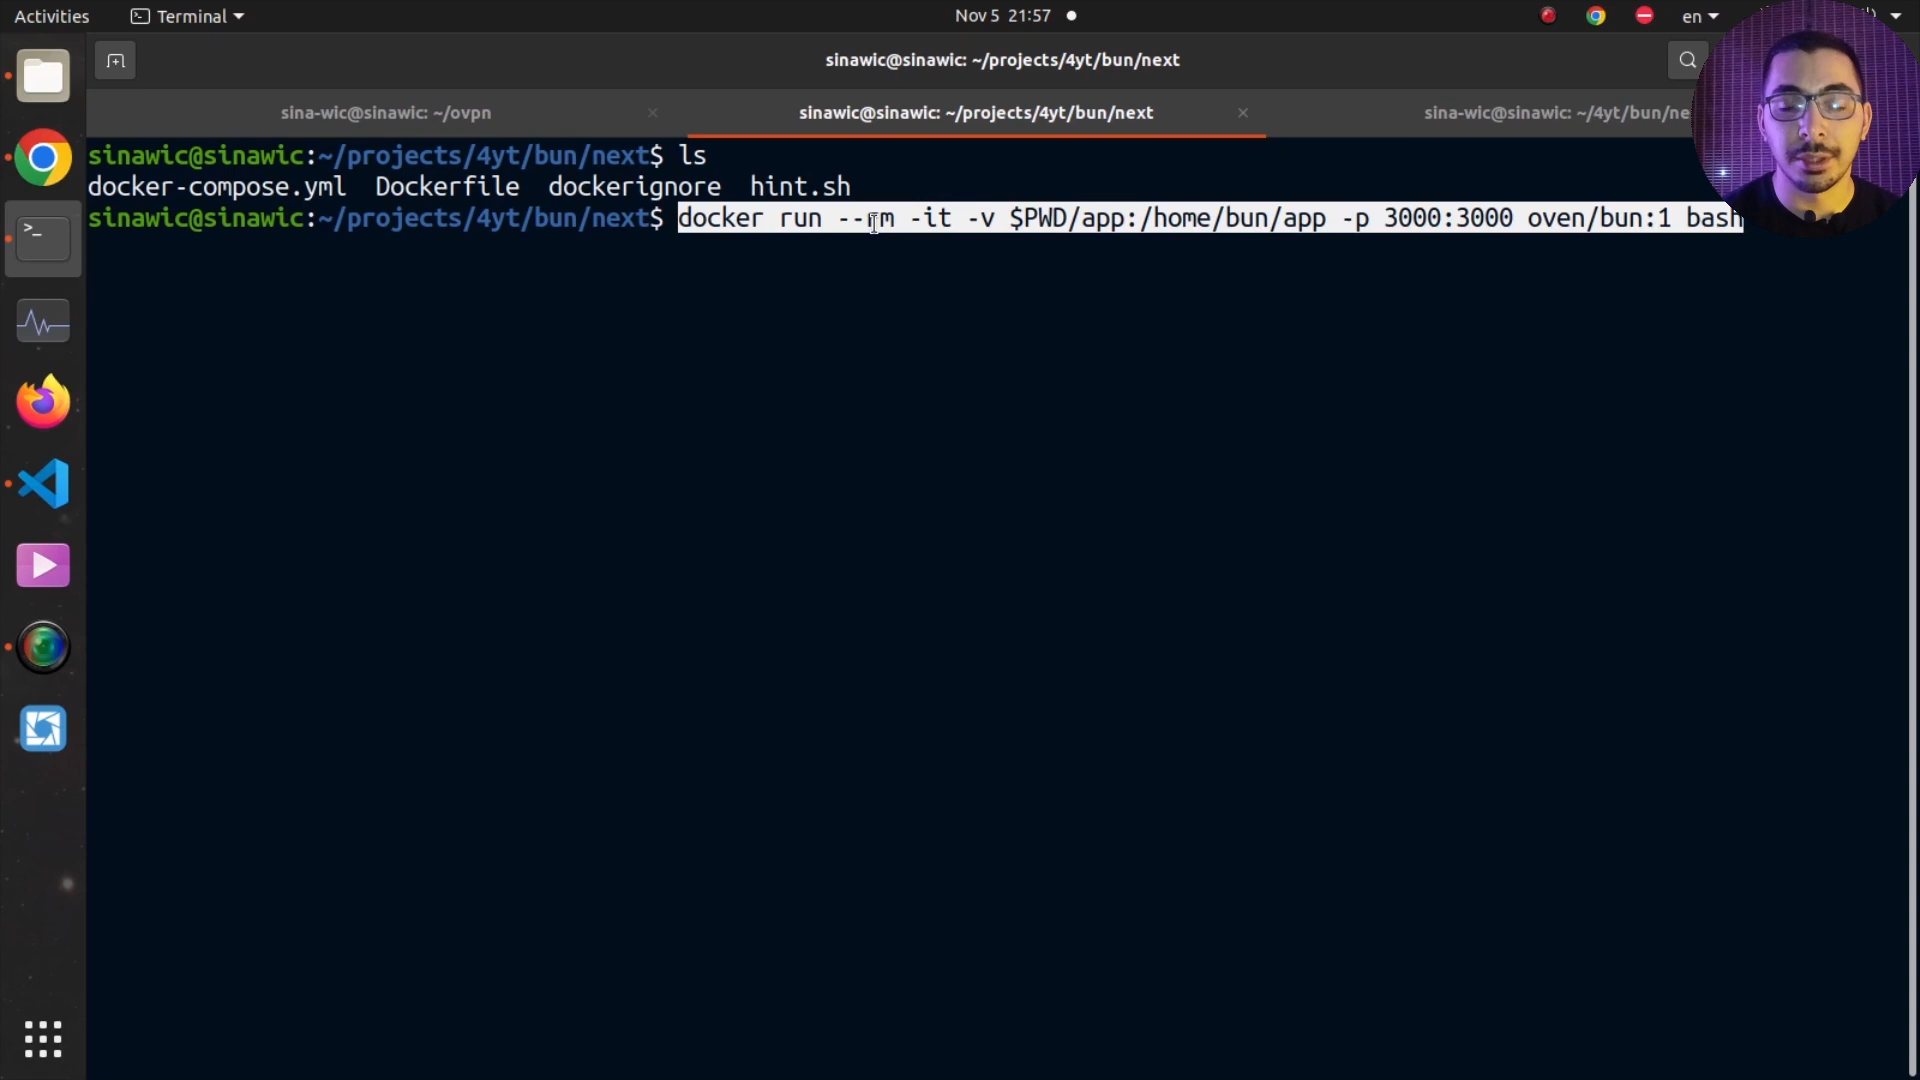 Activities
Terminal
Nov 5 21:57
en
sinawic@sinawic: ~/projects/4yt/bun/next
sina-wic@sinawic: ~/ovpn
sinawic@sinawic: ~/projects/4yt/bun/next
sina-wic@sinawic: ~/4yt/bun/ne
sinawic@sinawic:~/projects/4yt/bun/next$ ls
docker-compose.yml Dockerfile dockerignore hint.sh
sinawic@sinawic:~/projects/4yt/bun/next$ docker run --rm -it -v $PWD/app:/home/bun/app -p 3000:3000 oven/bun:1 bash